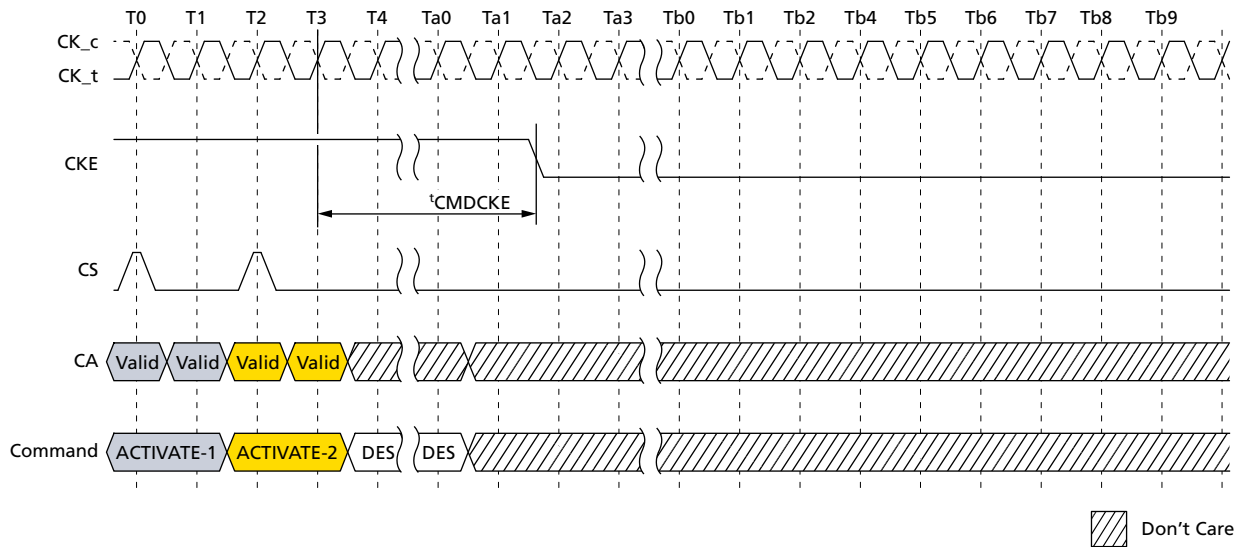 T0 T1 T2 T3 T4 Ta0 Ta1 Ta2 Ta3 Tb0 Tb1 Tb2 Tb4 Tb5 Tb6 Tb7 Tb8 Tb9
CK_c
CK_t
CKE
tCMDCKE
CS
CA Valid Valid Valid Valid
Command ACTIVATE-1 ACTIVATE-2 DES DES
Don't Care